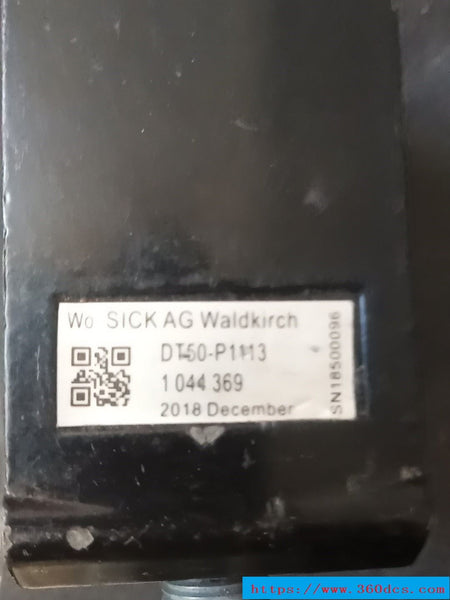 Wo SICK AG Waldkirch
DT50-P1113
1 044 369
2018 December
SN18500096
https://www.360dcs.com